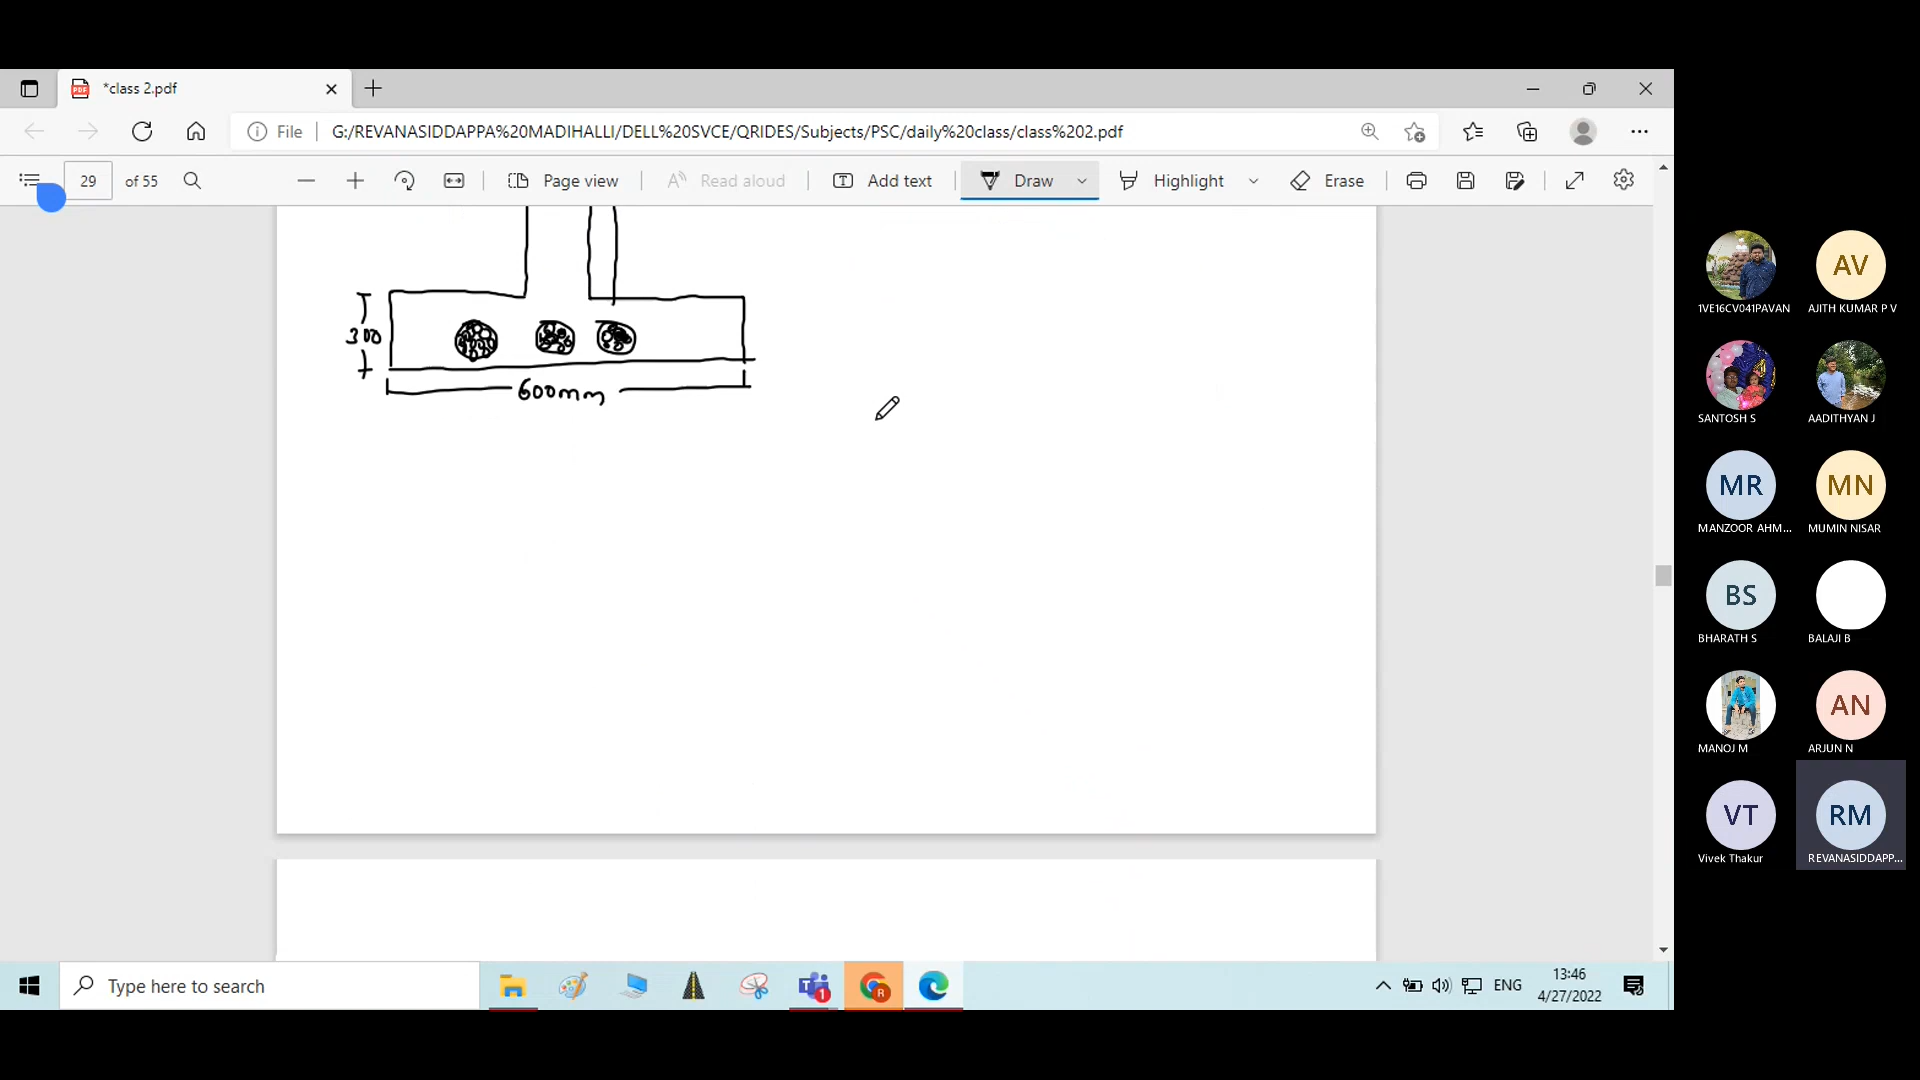 *class 2.pdf
File G:/REVANASIDDAPPA%20MADIHALLI/DELL%20SVCE/QRIDES/Subjects/PSC/daily%20class/class%202.pdf
29 of 55 Page view Read aloud Add text Draw Highlight Erase
300
600mm
1VE16CV041PAVAN AJITH KUMAR P V
AV
SANTOSH S AADITHYAN J
MR MN
MANZOOR AHM... MUMIN NISAR
BS
BHARATH S BALAJI B
AN
MANOJ M ARJUN N
VT RM
Vivek Thakur REVANASIDDAPP...
Type here to search
1
R
ENG
13:46
4/27/2022